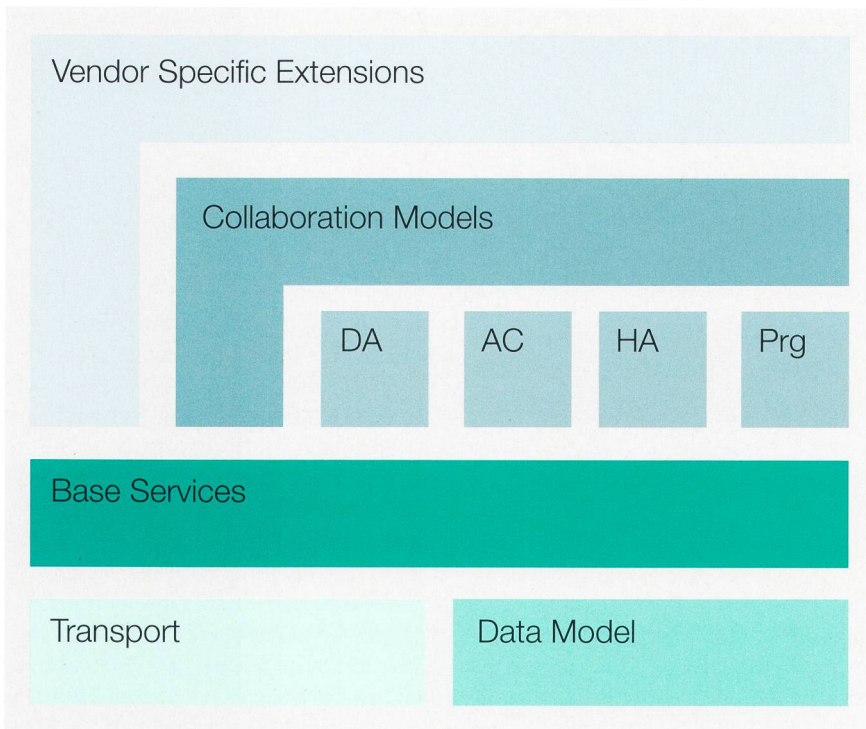 Vendor Specific Extensions
Collaboration Models
DA
AC
HA
Prg
Base Services
Transport
Data Model